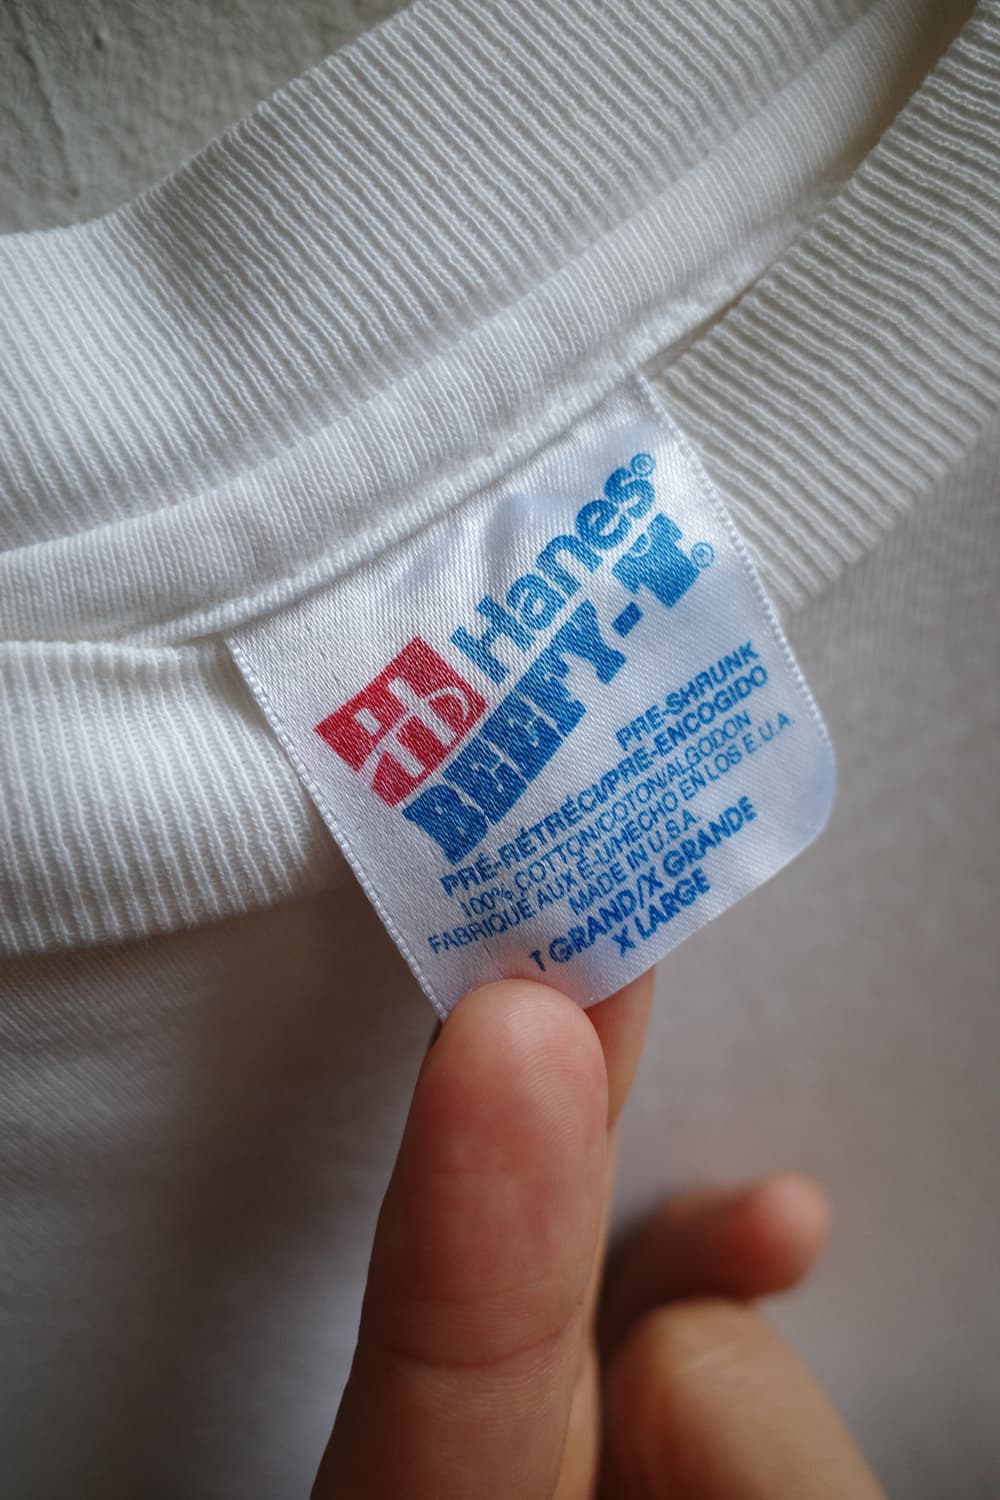 Hanes®
BEEFY-T®
PRE-SHRUNK
PRÉ-RÉTRÉCI/PRE-ENCOGIDO
100% COTTON/COTON/ALGODON
FABRIQUE AUX É-U/HECHO EN LOS E.U.A.
MADE IN U.S.A.
T GRAND/X GRANDE
X LARGE